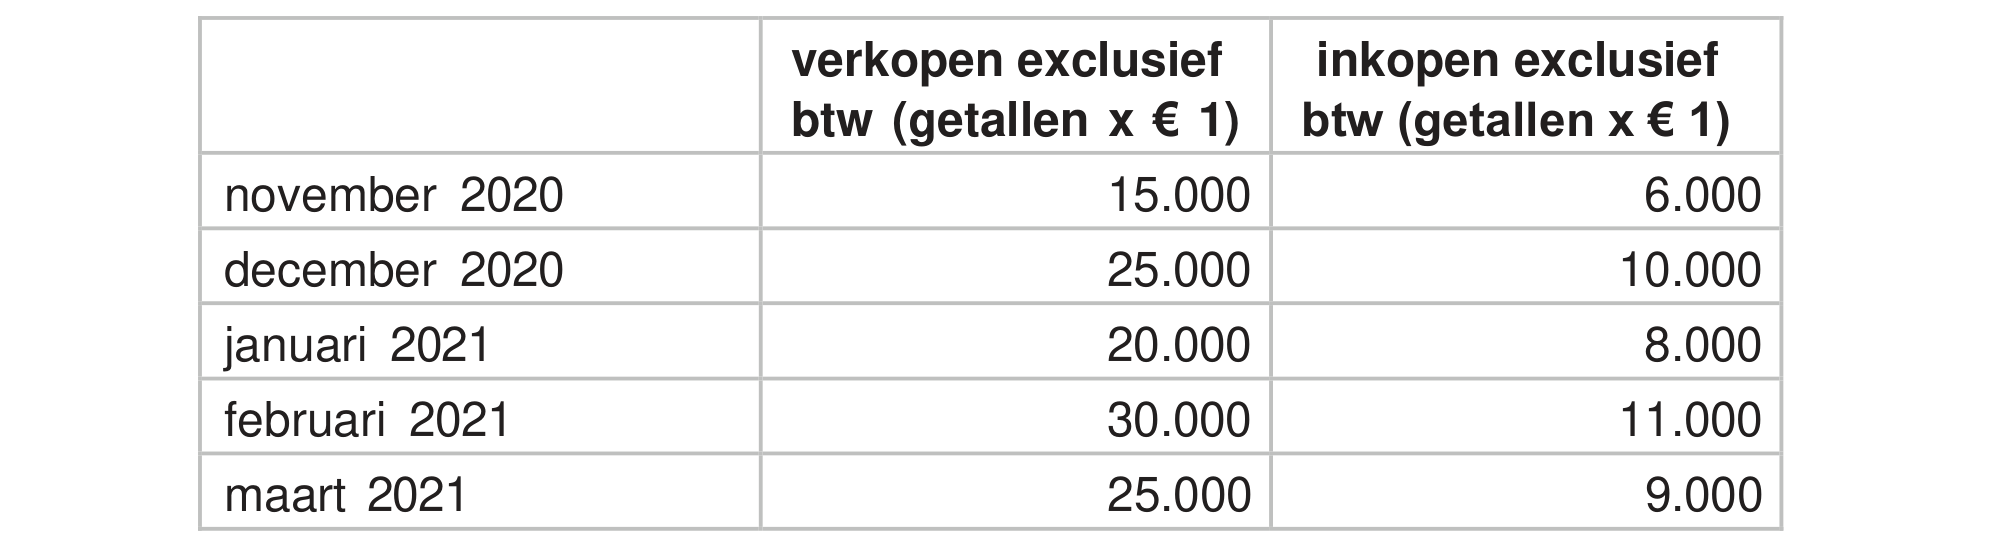 verkopen exclusief btw (getallen x € 1) inkopen exclusief btw (getallen x € 1)
november 2020 15.000 6.000
december 2020 25.000 10.000
januari 2021 20.000 8.000
februari 2021 30.000 11.000
maart 2021 25.000 9.000